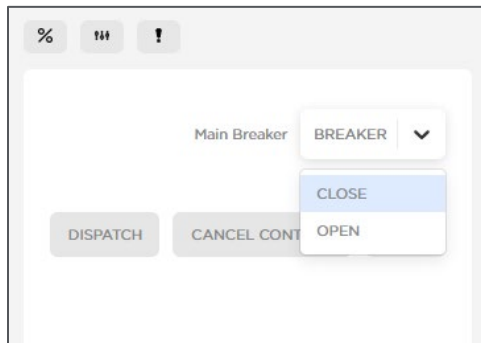 %
!
Main Breaker BREAKER
CLOSE
OPEN
DISPATCH CANCEL CONT